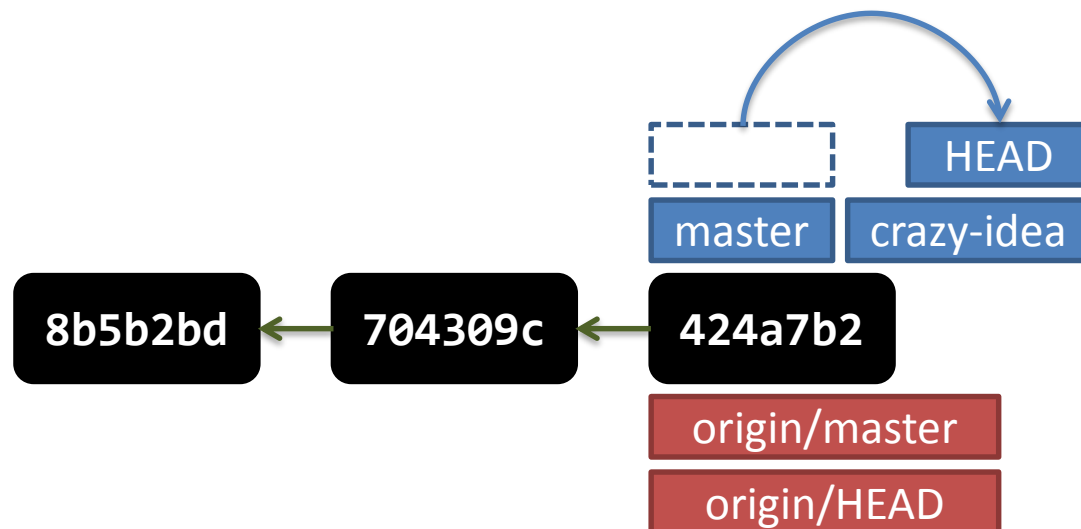 HEAD
master crazy-idea
8b5b2bd 704309c 424a7b2
origin/master
origin/HEAD